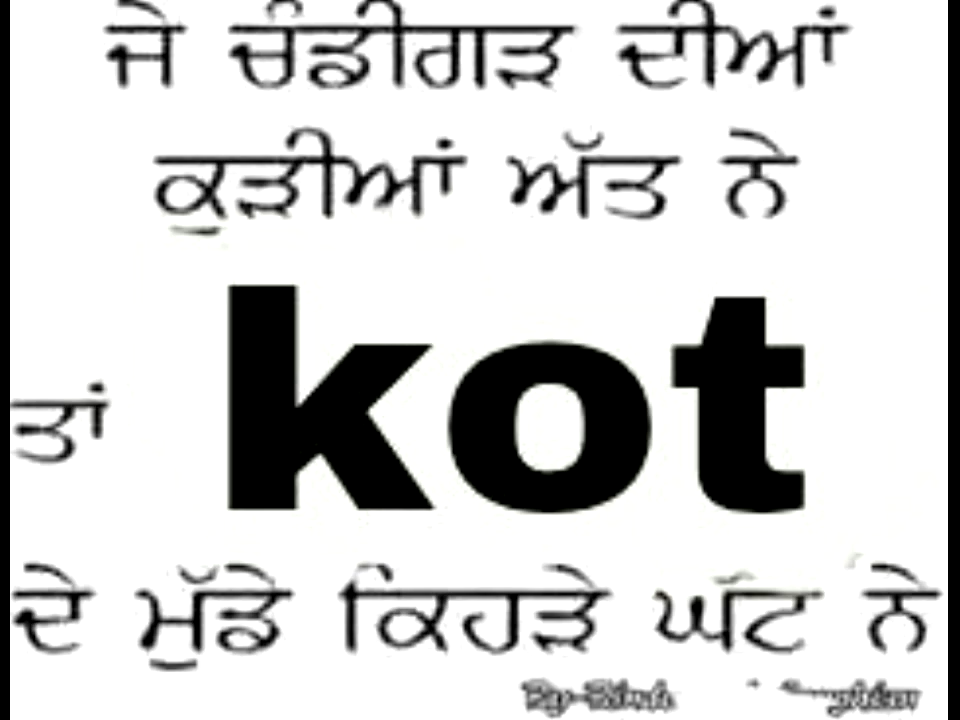 ਜੇ ਚੰਡੀਗੜ ਦੀਆਂ
ਕੁੜੀਆਂ ਅੱਤ ਨੇ
ਤਾਂ kot
ਦੇ ਮੁੱਡੇ ਕਿਹੜੇ ਘੱਟ ਨੇ